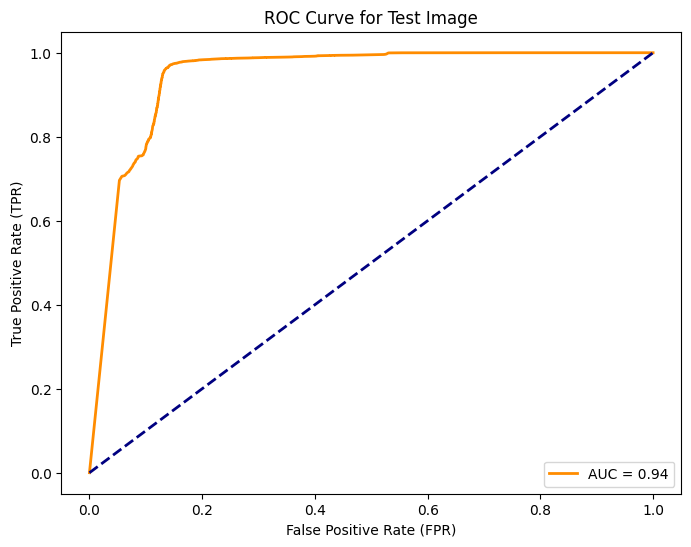 ROC Curve for Test Image
True Positive Rate (TPR)
1.0
0.8
0.6
0.4
0.2
0.0
0.0 0.2 0.4 0.6 0.8 1.0
False Positive Rate (FPR)
AUC = 0.94